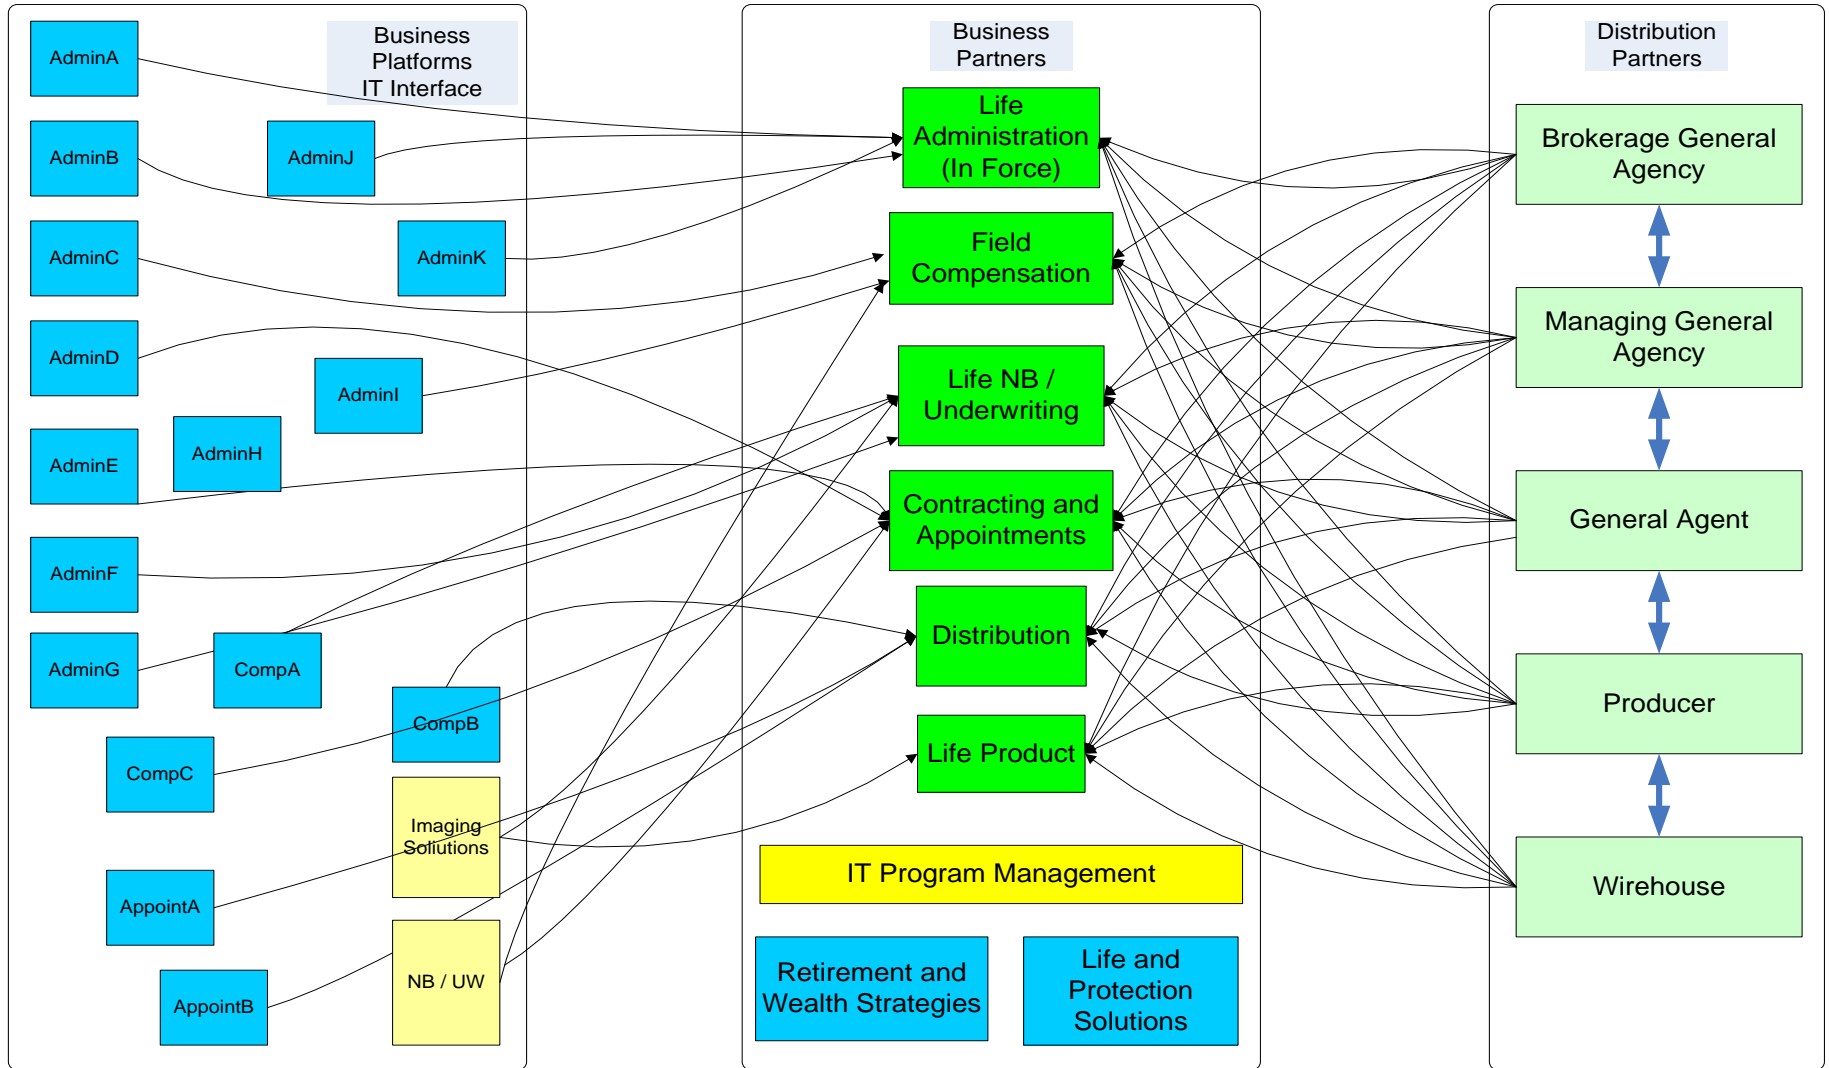 Business
Platforms
IT Interface
AdminA
AdminB
AdminJ
AdminC
AdminK
AdminD
AdminI
AdminE
AdminH
AdminF
AdminG
CompA
CompB
CompC
Imaging
Soliutions
AppointA
NB / UW
AppointB
Business
Partners
Life
Administration
(In Force)
Field
Compensation
Life NB /
Underwriting
Contracting and
Appointments
Distribution
Life Product
IT Program Management
Retirement and
Wealth Strategies
Life and
Protection
Solutions
Distribution
Partners
Brokerage General
Agency
Managing General
Agency
General Agent
Producer
Wirehouse